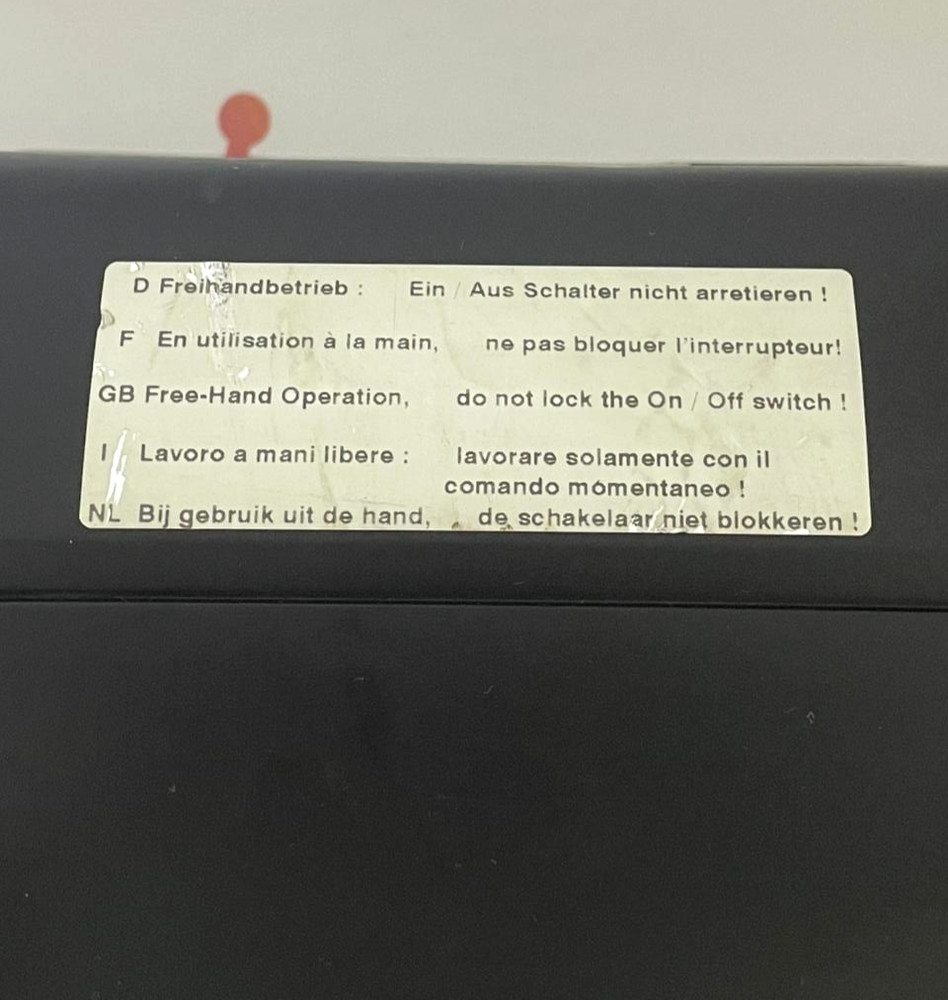 D Freihandbetrieb : Ein / Aus Schalter nicht arretieren !
F En utilisation à la main, ne pas bloquer l'interrupteur!
GB Free-Hand Operation, do not lock the On / Off switch !
I Lavoro a mani libere : lavorare solamente con il
comando momentaneo !
NL Bij gebruik uit de hand, de schakelaar niet blokkeren !